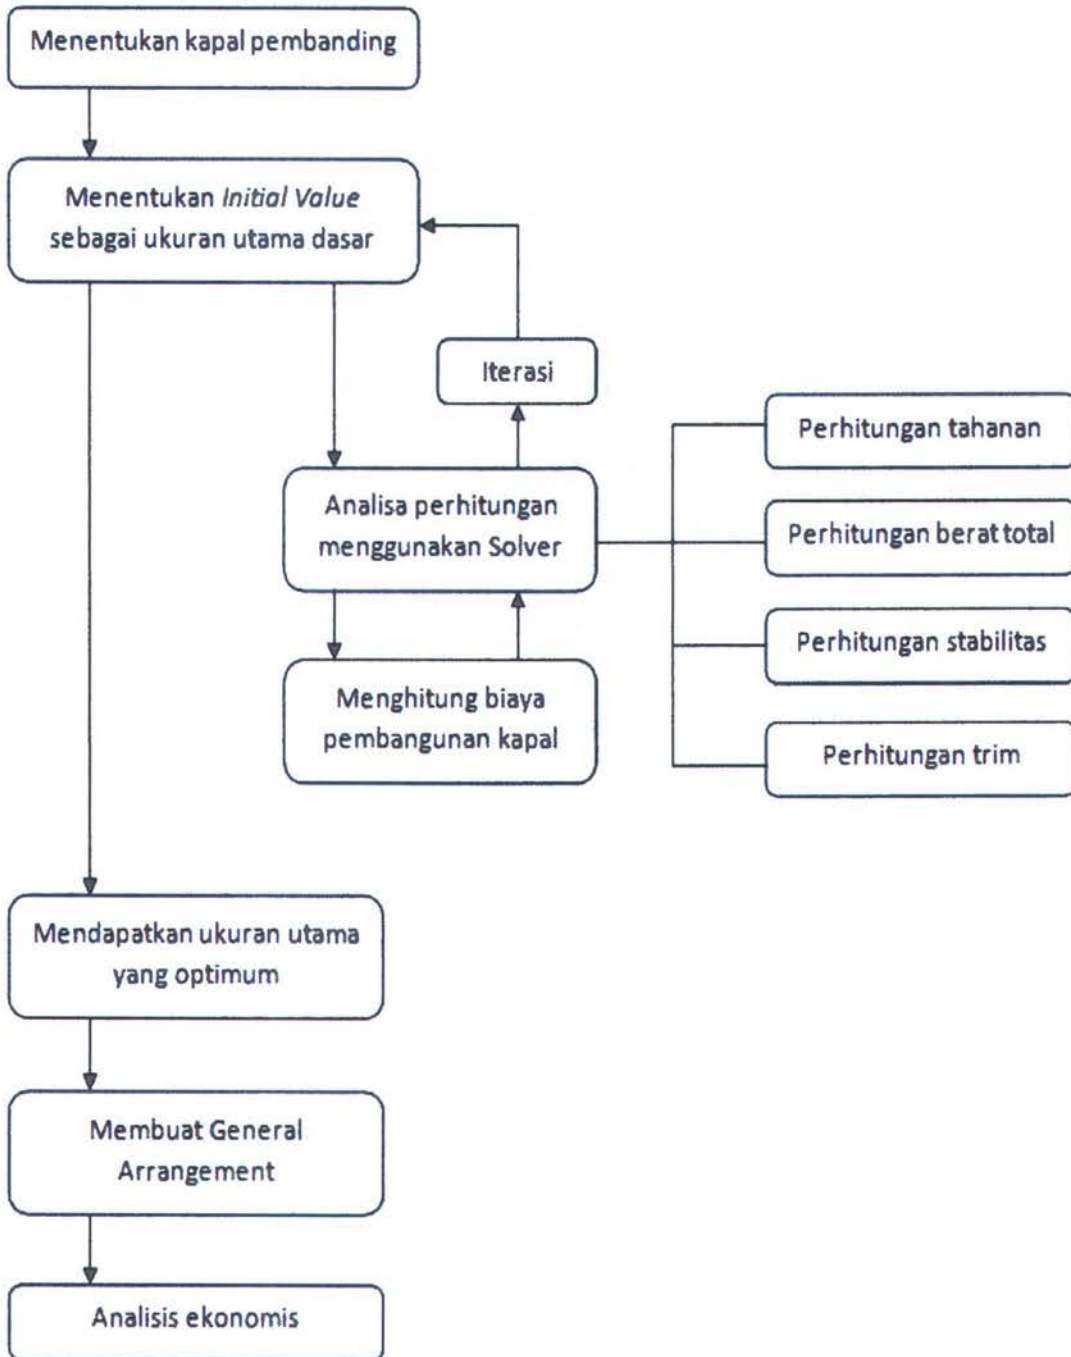 Menentukan kapal pembanding
Menentukan Initial Value
sebagai ukuran utama dasar
Iterasi
Analisa perhitungan
menggunakan Solver
Menghitung biaya
pembangunan kapal
Perhitungan tahanan
Perhitungan berat total
Perhitungan stabilitas
Perhitungan trim
Mendapatkan ukuran utama
yang optimum
Membuat General
Arrangement
Analisis ekonomis